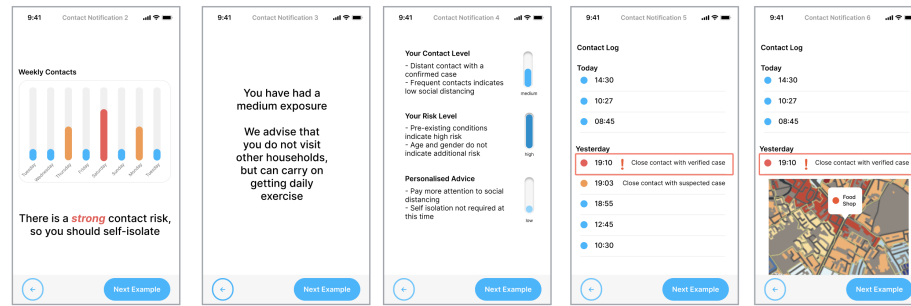 9:41
Contact Notification 2
Weekly Contacts
Tuesday
Wednesday
Thursday
Friday
Saturday
Sunday
Monday
Tuesday
There is a strong contact risk,
so you should self-isolate
←
Next Example
9:41
Contact Notification 3
You have had a
medium exposure
We advise that
you do not visit
other households,
but can carry on
getting daily
exercise
←
Next Example
9:41
Contact Notification 4
Your Contact Level
- Distant contact with a
confirmed case
- Frequent contacts indicates
low social distancing
medium
Your Risk Level
- Pre-existing conditions
indicate high risk
- Age and gender do not
indicate additional risk
high
Personalised Advice
- Pay more attention to social
distancing
- Self isolation not required at
this time
low
←
Next Example
9:41
Contact Notification 5
Contact Log
Today
14:30
10:27
08:45
Yesterday
19:10 ! Close contact with verified case
19:03 Close contact with suspected case
18:55
12:45
10:30
←
Next Example
9:41
Contact Notification 6
Contact Log
Today
14:30
10:27
08:45
Yesterday
19:10 ! Close contact with verified case
Food
Shop
←
Next Example